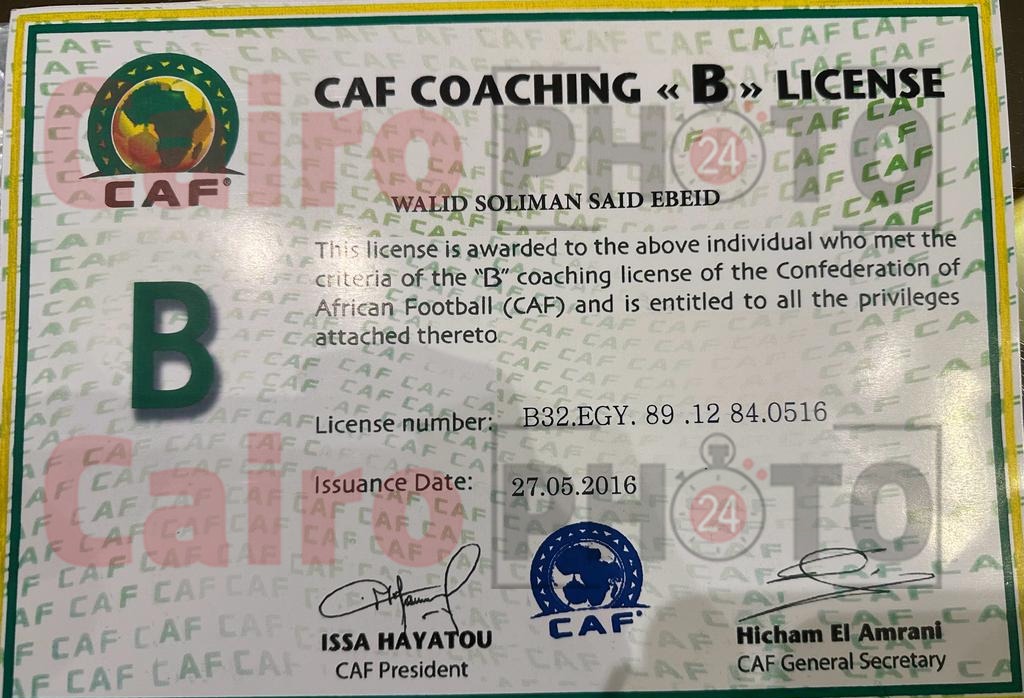 CAF COACHING « B » LICENSE
CAF
WALID SOLIMAN SAID EBEID
This license is awarded to the above individual who met the
criteria of the "B" coaching license of the Confederation of
African Football (CAF) and is entitled to all the privileges
attached thereto.
B
License number: B32.EGY. 89 .12 84.0516
Issuance Date: 27.05.2016
CAF
ISSA HAYATOU
CAF President
Hicham El Amrani
CAF General Secretary
Cairo PHOTO 24
Cairo PHOTO 24